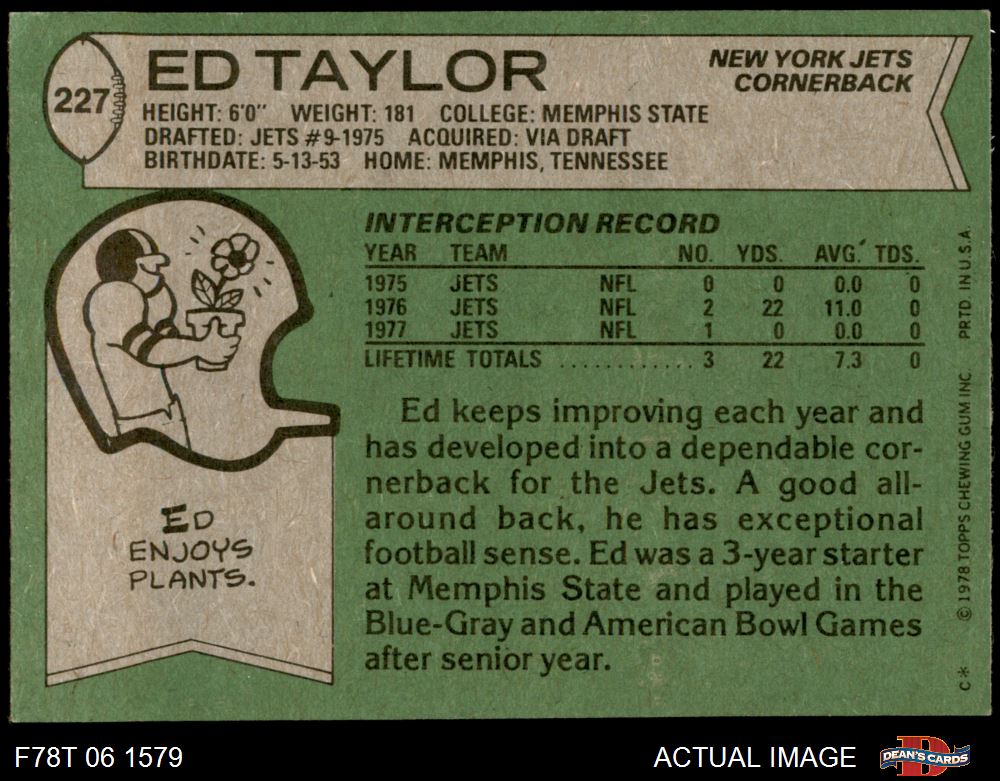 227
ED TAYLOR
NEW YORK JETS
CORNERBACK
HEIGHT: 6'0" WEIGHT: 181 COLLEGE: MEMPHIS STATE
DRAFTED: JETS #9-1975 ACQUIRED: VIA DRAFT
BIRTHDATE: 5-13-53 HOME: MEMPHIS, TENNESSEE
INTERCEPTION RECORD
YEAR TEAM NO. YDS. AVG. TDS.
1975 JETS NFL 0 0 0.0 0
1976 JETS NFL 2 22 11.0 0
1977 JETS NFL 1 0 0.0 0
LIFETIME TOTALS ............ 3 22 7.3 0
Ed keeps improving each year and
has developed into a dependable cor-
nerback for the Jets. A good all-
around back, he has exceptional
football sense. Ed was a 3-year starter
at Memphis State and played in the
Blue-Gray and American Bowl Games
after senior year.
ED
ENJOYS
PLANTS.
C* © 1978 TOPPS CHEWING GUM INC. PRTD. IN U.S.A.
F78T 06 1579
ACTUAL IMAGE
DEAN'S CARDS